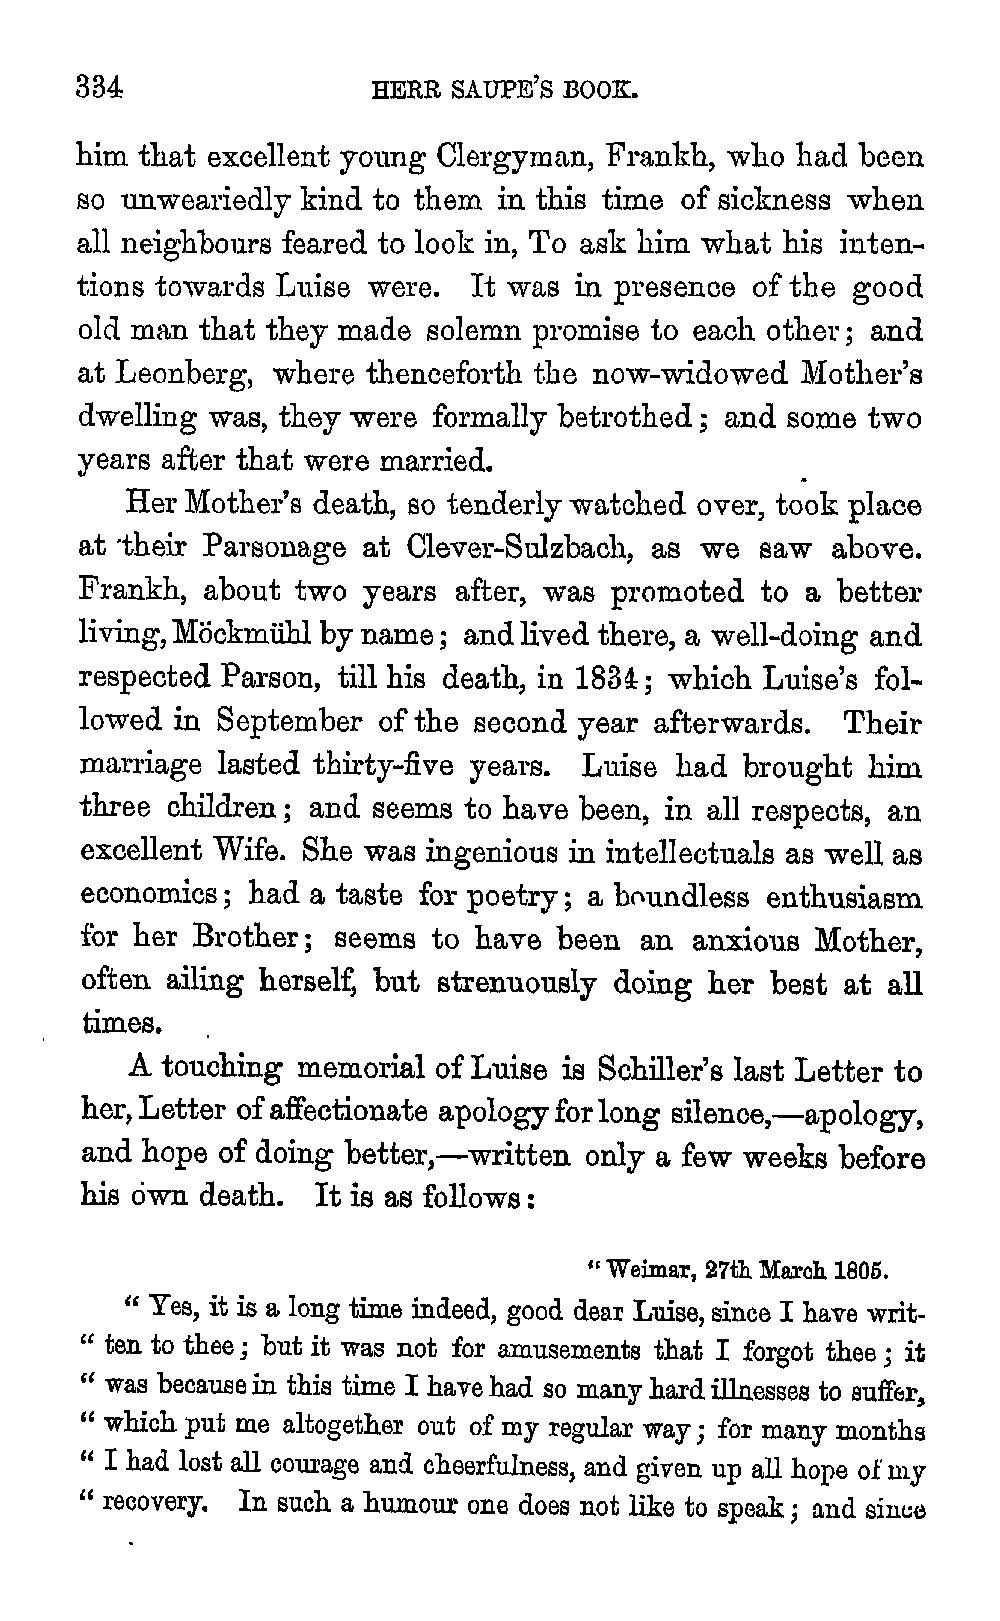 334 HERR SAUPE'S BOOK.
him that excellent young Clergyman, Frankh, who had been
so unweariedly kind to them in this time of sickness when
all neighbours feared to look in, To ask him what his inten-
tions towards Luise were. It was in presence of the good
old man that they made solemn promise to each other; and
at Leonberg, where thenceforth the now-widowed Mother's
dwelling was, they were formally betrothed; and some two
years after that were married.
Her Mother's death, so tenderly watched over, took place
at their Parsonage at Clever-Sulzbach, as we saw above.
Frankh, about two years after, was promoted to a better
living, Möckmühl by name; and lived there, a well-doing and
respected Parson, till his death, in 1834; which Luise's fol-
lowed in September of the second year afterwards. Their
marriage lasted thirty-five years. Luise had brought him
three children; and seems to have been, in all respects, an
excellent Wife. She was ingenious in intellectuals as well as
economics; had a taste for poetry; a boundless enthusiasm
for her Brother; seems to have been an anxious Mother,
often ailing herself, but strenuously doing her best at all
times.
A touching memorial of Luise is Schiller's last Letter to
her, Letter of affectionate apology for long silence,—apology,
and hope of doing better,—written only a few weeks before
his own death. It is as follows:
"Weimar, 27th March 1805.
"Yes, it is a long time indeed, good dear Luise, since I have writ-
"ten to thee; but it was not for amusements that I forgot thee; it
"was because in this time I have had so many hard illnesses to suffer,
"which put me altogether out of my regular way; for many months
"I had lost all courage and cheerfulness, and given up all hope of my
"recovery. In such a humour one does not like to speak; and since